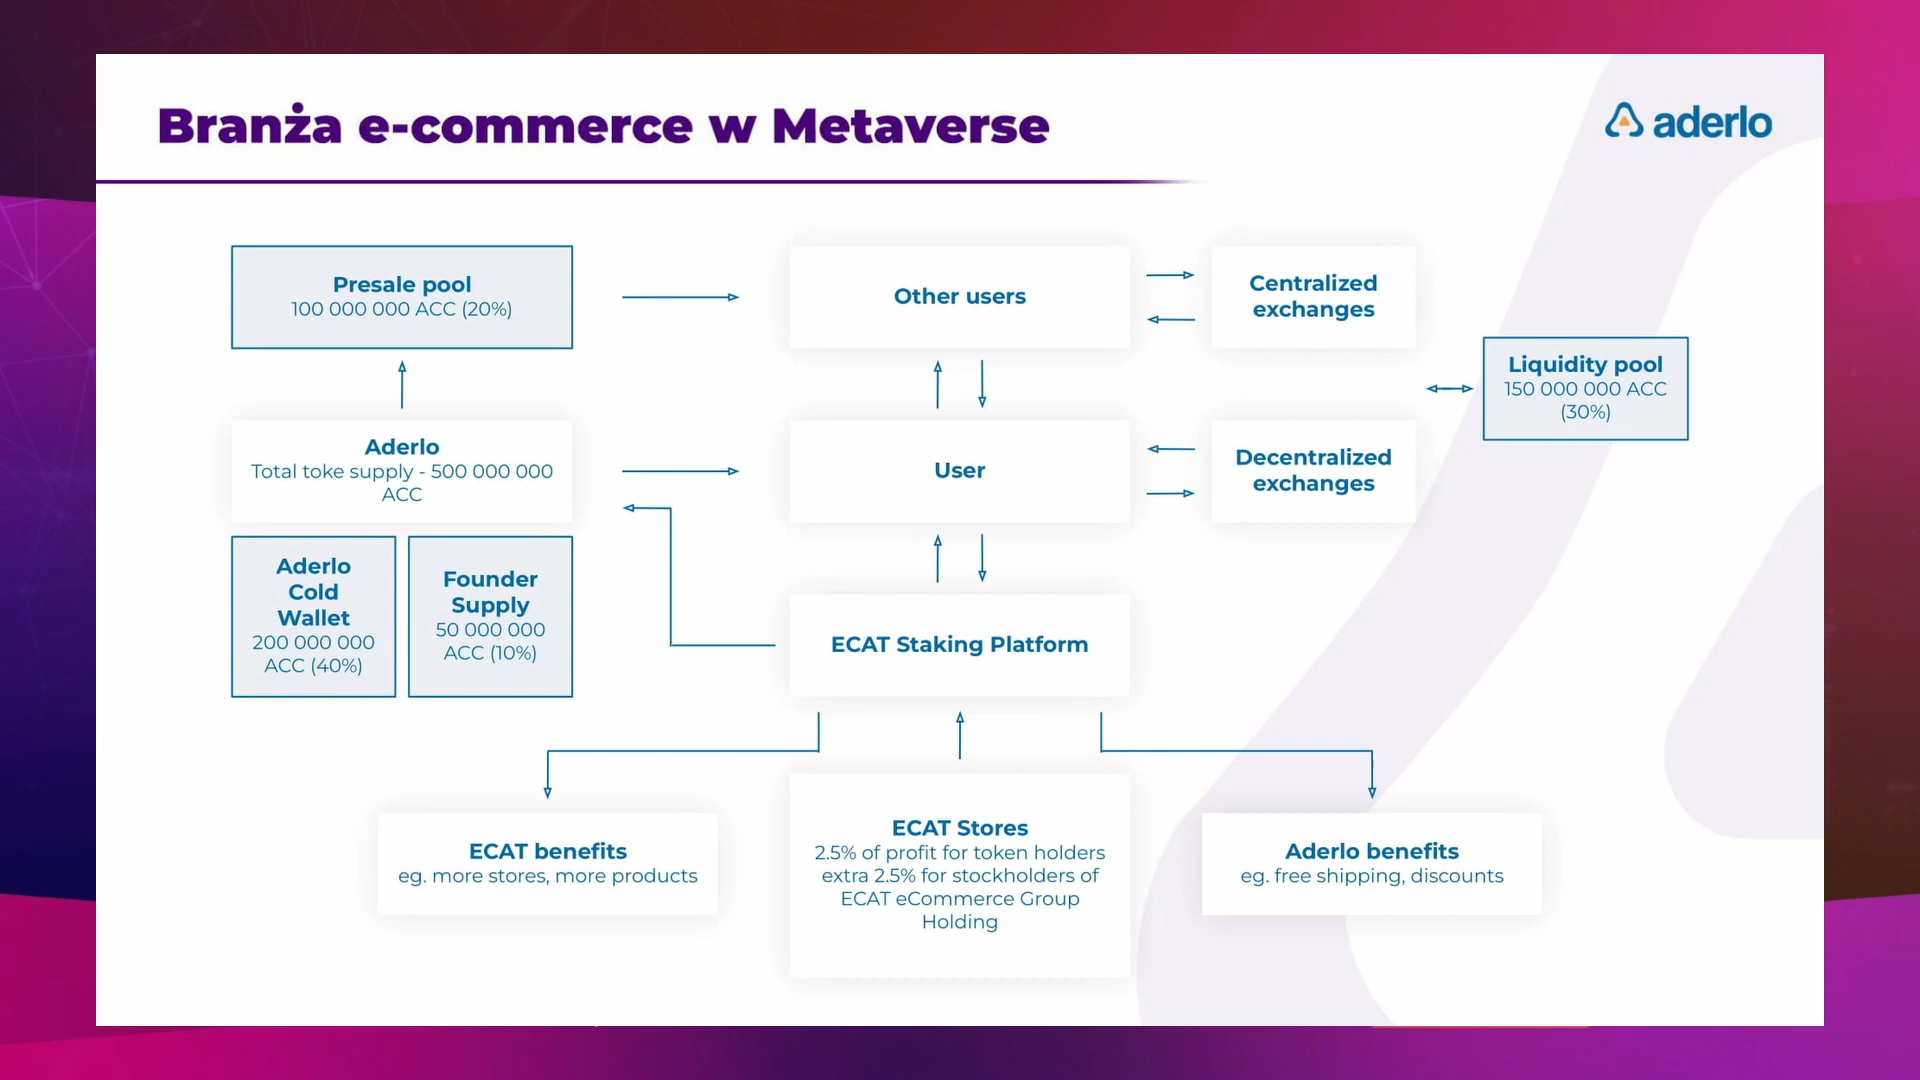 Branża e-commerce w Metaverse
aderlo
Presale pool
100 000 000 ACC (20%)
Other users
Centralized
exchanges
Liquidity pool
150 000 000 ACC
(30%)
Aderlo
Total toke supply - 500 000 000
ACC
User
Decentralized
exchanges
Aderlo
Cold
Wallet
200 000 000
ACC (40%)
Founder
Supply
50 000 000
ACC (10%)
ECAT Staking Platform
ECAT benefits
eg. more stores, more products
ECAT Stores
2.5% of profit for token holders
extra 2.5% for stockholders of
ECAT eCommerce Group
Holding
Aderlo benefits
eg. free shipping, discounts